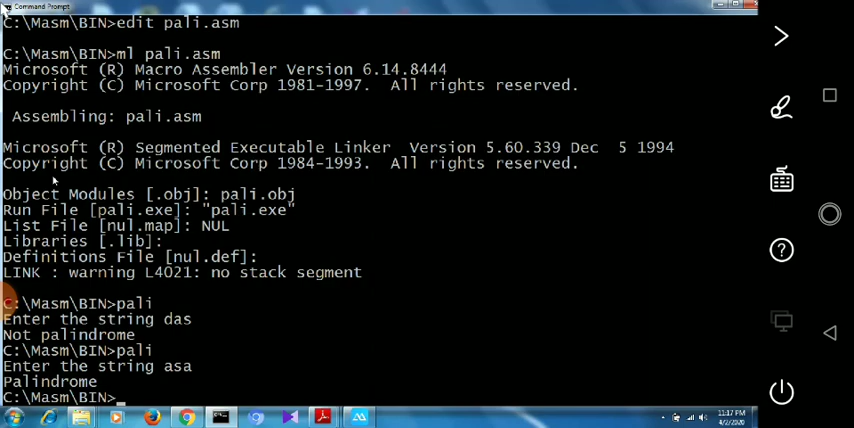 Command Prompt
C:\Masm\BIN>edit pali.asm
C:\Masm\BIN>ml pali.asm
Microsoft (R) Macro Assembler Version 6.14.8444
Copyright (C) Microsoft Corp 1981-1997.  All rights reserved.
Assembling: pali.asm
Microsoft (R) Segmented Executable Linker  Version 5.60.339 Dec  5 1994
Copyright (C) Microsoft Corp 1984-1993.  All rights reserved.
Object Modules [.obj]: pali.obj
Run File [pali.exe]: "pali.exe"
List File [nul.map]: NUL
Libraries [.lib]:
Definitions File [nul.def]:
LINK : warning L4021: no stack segment
C:\Masm\BIN>pali
Enter the string das
Not palindrome
C:\Masm\BIN>pali
Enter the string asa
Palindrome
C:\Masm\BIN>_
11:17 PM
4/2/2020